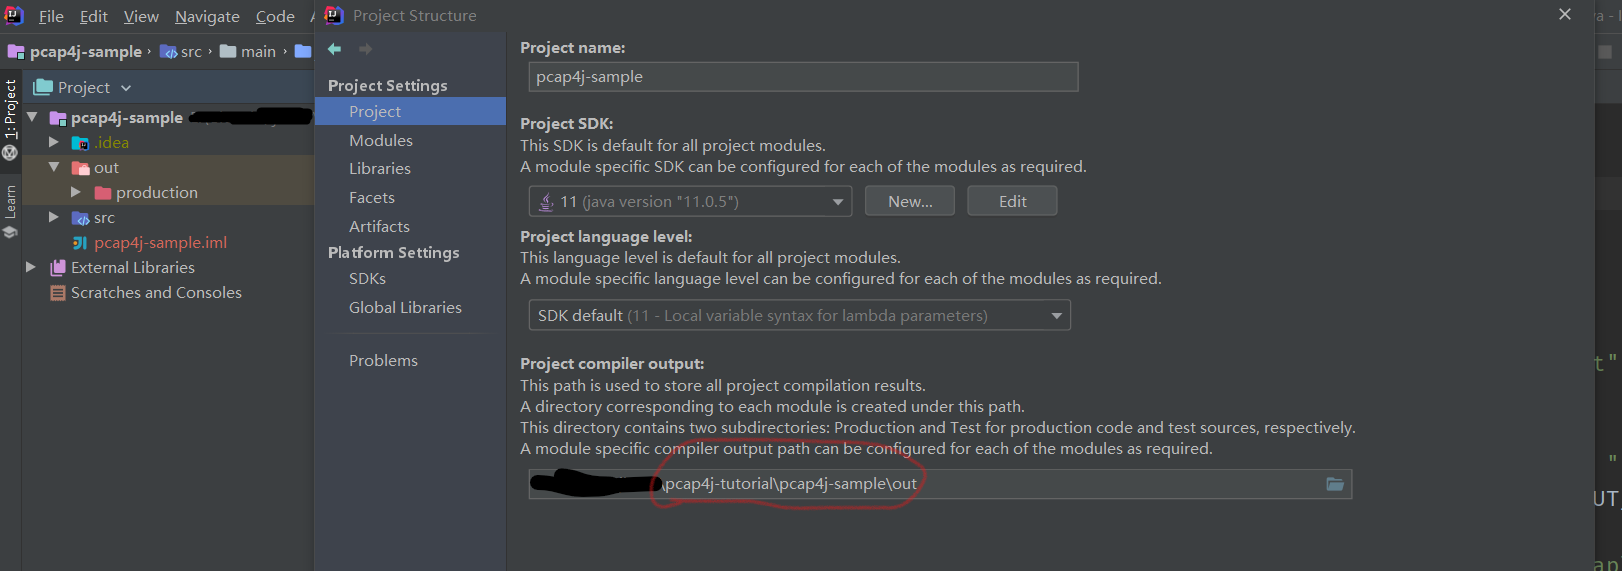 File Edit View Navigate Code
Project Structure
pcap4j-sample src main
1: Project
Learn
Project
pcap4j-sample
.idea
out
production
src
pcap4j-sample.iml
External Libraries
Scratches and Consoles
Project Settings
Project
Modules
Libraries
Facets
Artifacts
Platform Settings
SDKs
Global Libraries
Problems
Project name:
pcap4j-sample
Project SDK:
This SDK is default for all project modules.
A module specific SDK can be configured for each of the modules as required.
11 (java version "11.0.5")
New...
Edit
Project language level:
This language level is default for all project modules.
A module specific language level can be configured for each of the modules as required.
SDK default (11 - Local variable syntax for lambda parameters)
Project compiler output:
This path is used to store all project compilation results.
A directory corresponding to each module is created under this path.
This directory contains two subdirectories: Production and Test for production code and test sources, respectively.
A module specific compiler output path can be configured for each of the modules as required.
\pcap4j-tutorial\pcap4j-sample\out